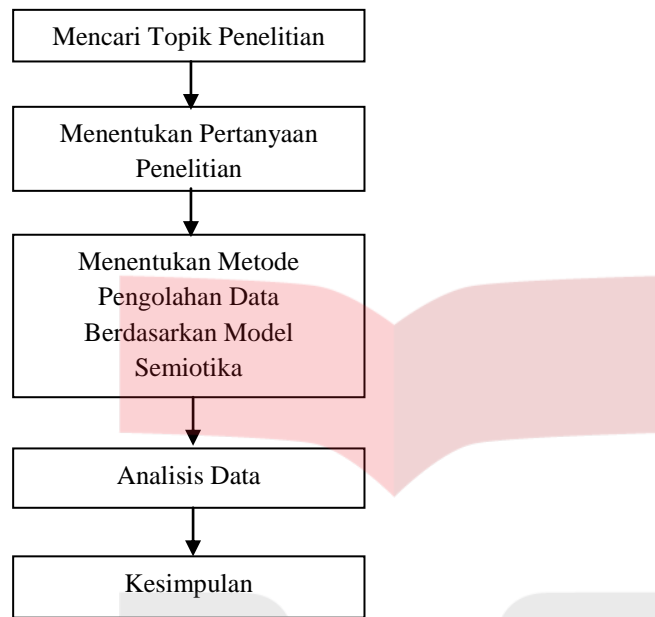 Mencari Topik Penelitian
Menentukan Pertanyaan
Penelitian
Menentukan Metode
Pengolahan Data
Berdasarkan Model
Semiotika
Analisis Data
Kesimpulan